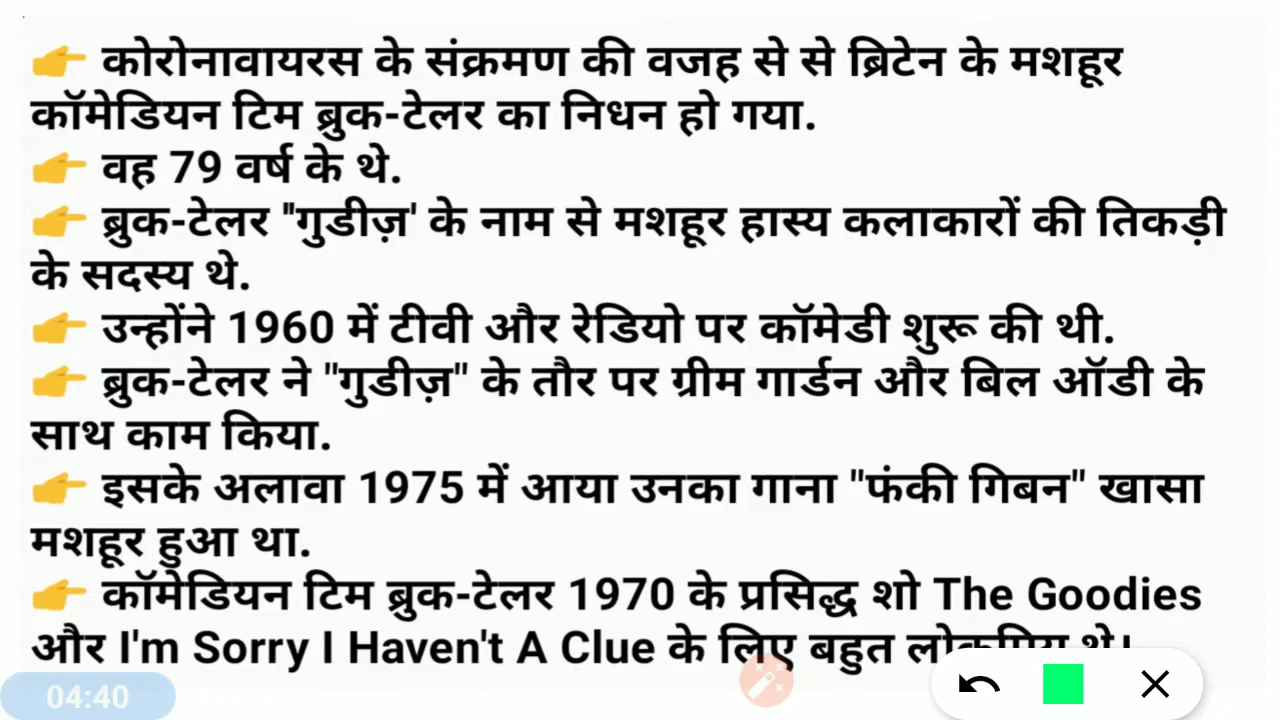 👉 कोरोनावायरस के संक्रमण की वजह से से ब्रिटेन के मशहूर
कॉमेडियन टिम ब्रुक-टेलर का निधन हो गया.
👉 वह 79 वर्ष के थे.
👉 ब्रुक-टेलर "गुडीज़' के नाम से मशहूर हास्य कलाकारों की तिकड़ी
के सदस्य थे.
👉 उन्होंने 1960 में टीवी और रेडियो पर कॉमेडी शुरू की थी.
👉 ब्रुक-टेलर ने "गुडीज़" के तौर पर ग्रीम गार्डन और बिल ऑडी के
साथ काम किया.
👉 इसके अलावा 1975 में आया उनका गाना "फंकी गिबन" खासा
मशहूर हुआ था.
👉 कॉमेडियन टिम ब्रुक-टेलर 1970 के प्रसिद्ध शो The Goodies
और I'm Sorry I Haven't A Clue के लिए बहुत लोकप्रिय थे।
04:40